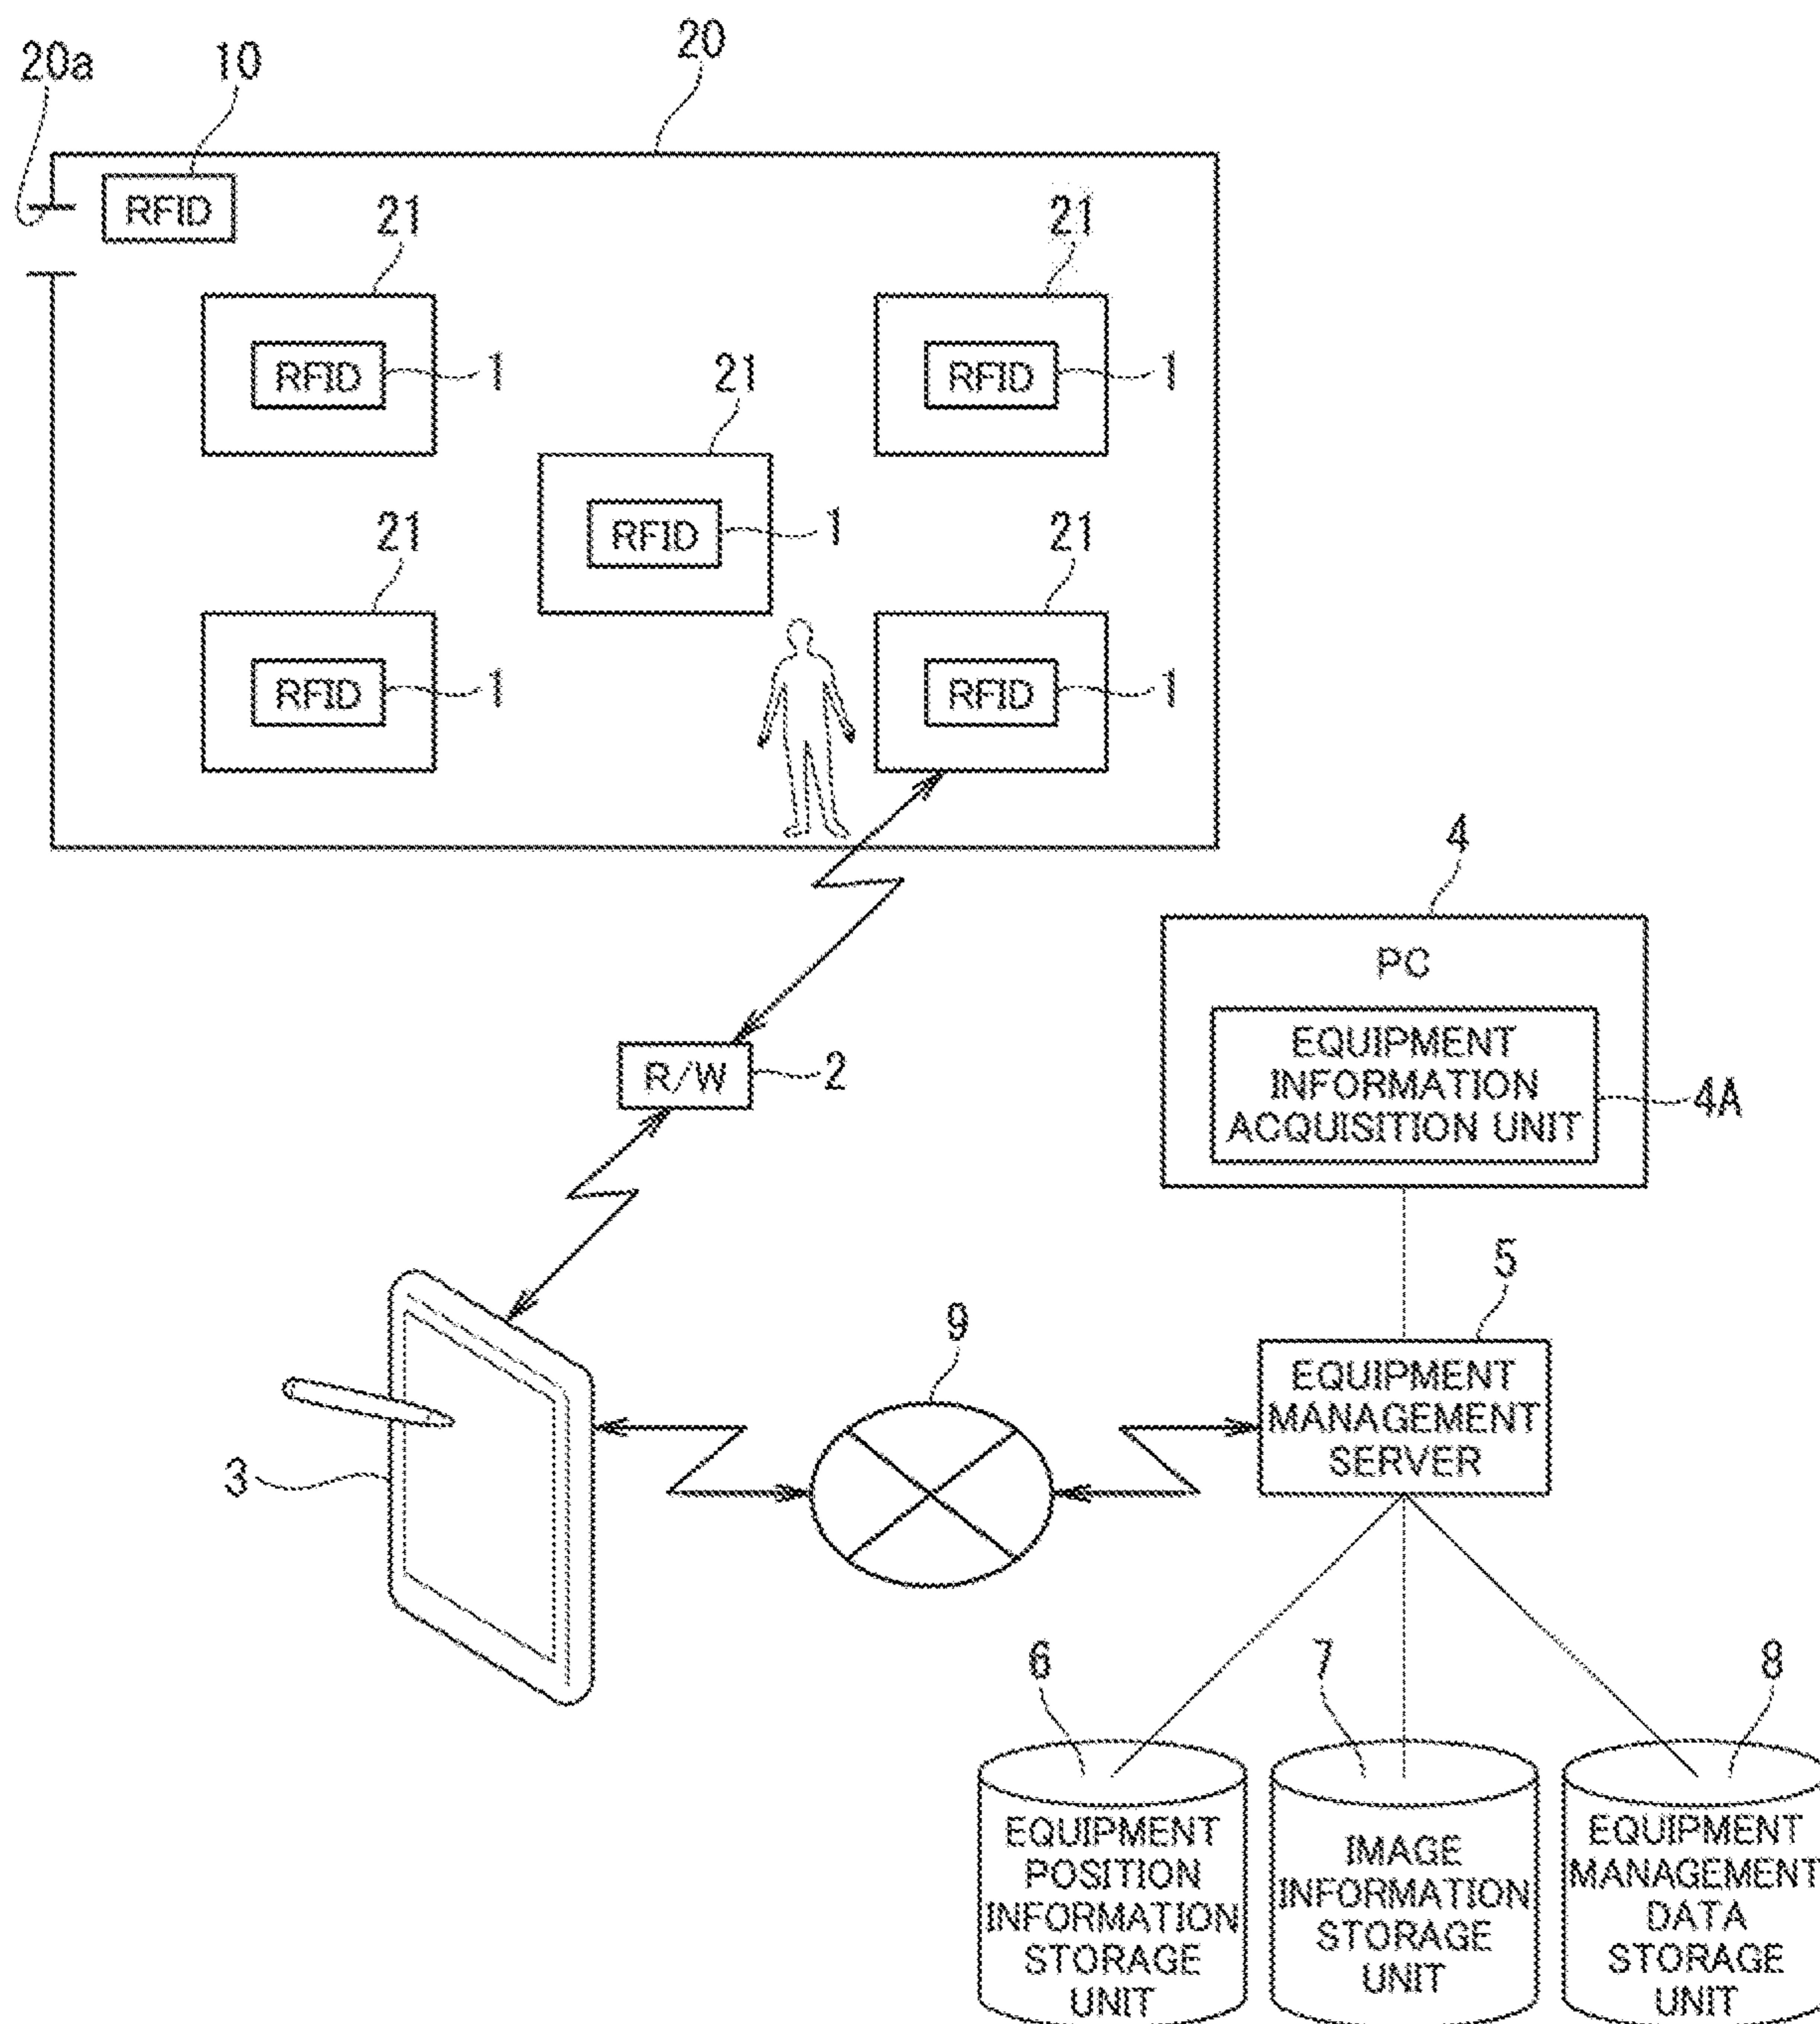 20a
10
20
RFID
21
21
RFID
1
21
RFID
1
RFID
1
21
21
RFID
1
RFID
1
4
PC
EQUIPMENT
INFORMATION
ACQUISITION UNIT
4A
R/W
2
5
EQUIPMENT
MANAGEMENT
SERVER
9
3
6
7
8
EQUIPMENT
POSITION
INFORMATION
STORAGE
UNIT
IMAGE
INFORMATION
STORAGE
UNIT
EQUIPMENT
MANAGEMENT
DATA
STORAGE
UNIT